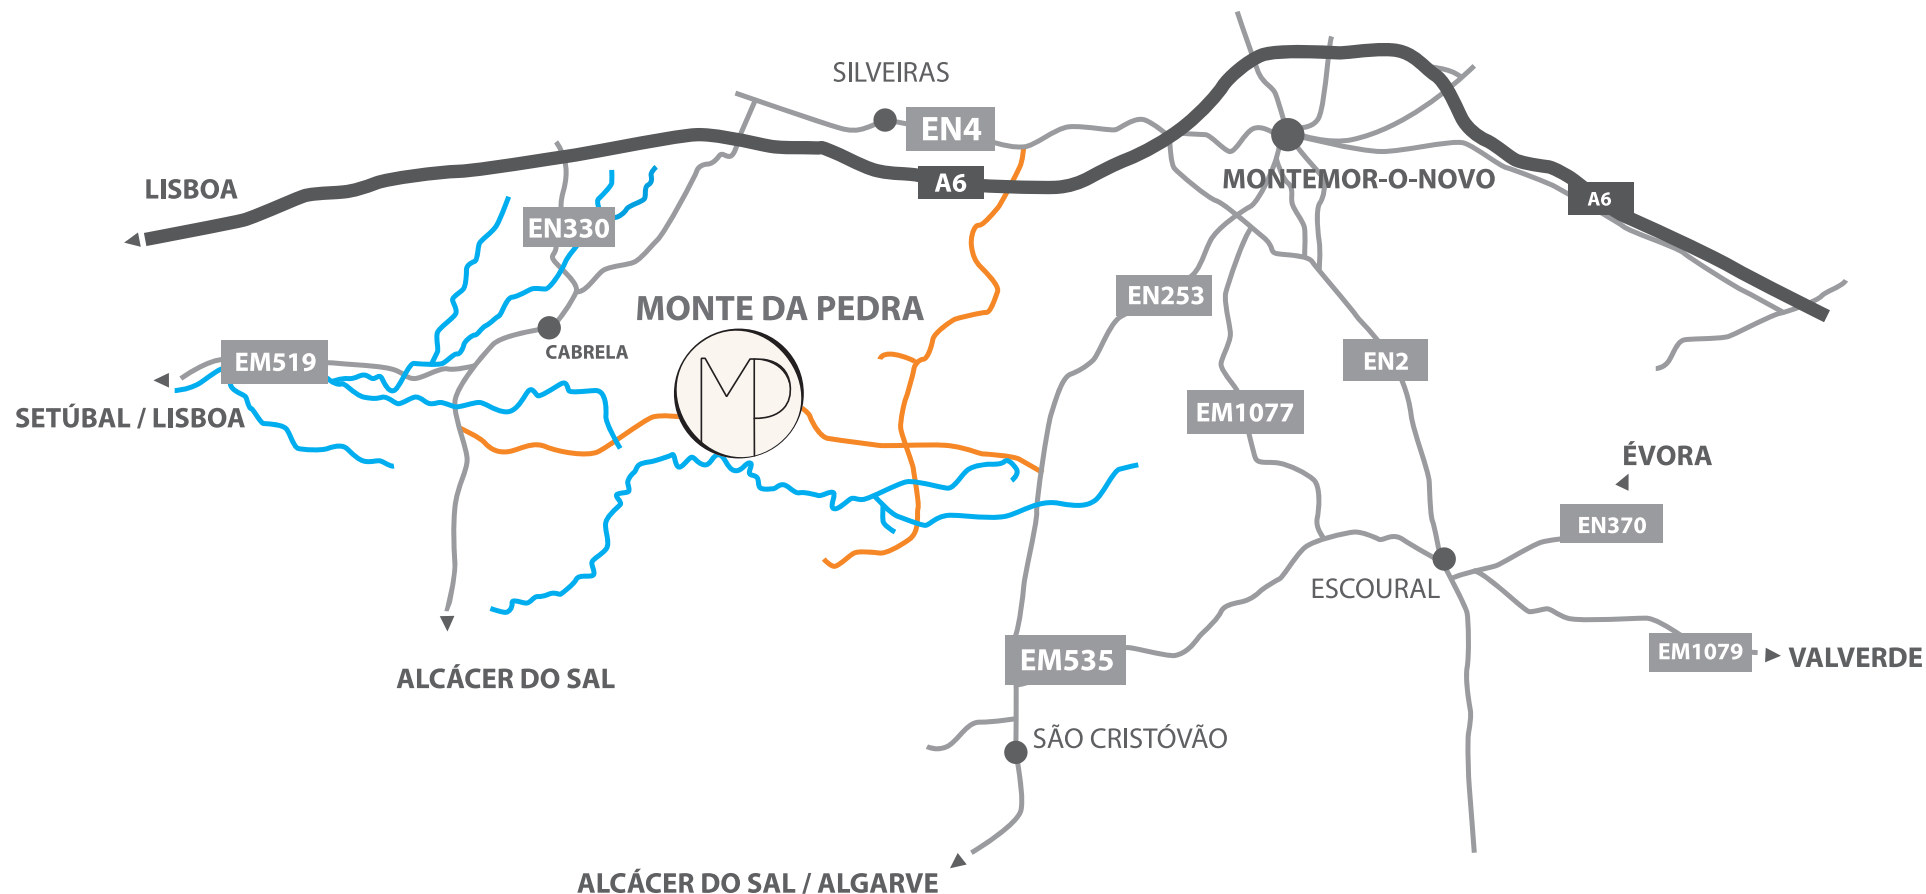 SILVEIRAS
EN4
LISBOA
A6
MONTEMOR-O-NOVO
A6
EN330
EN253
MONTE DA PEDRA
CABRELA
EM519
EN2
MP
SETÚBAL / LISBOA
EM1077
ÉVORA
EN370
ESCOURAL
EM535
EM1079
VALVERDE
ALCÁCER DO SAL
SÃO CRISTÓVÃO
ALCÁCER DO SAL / ALGARVE